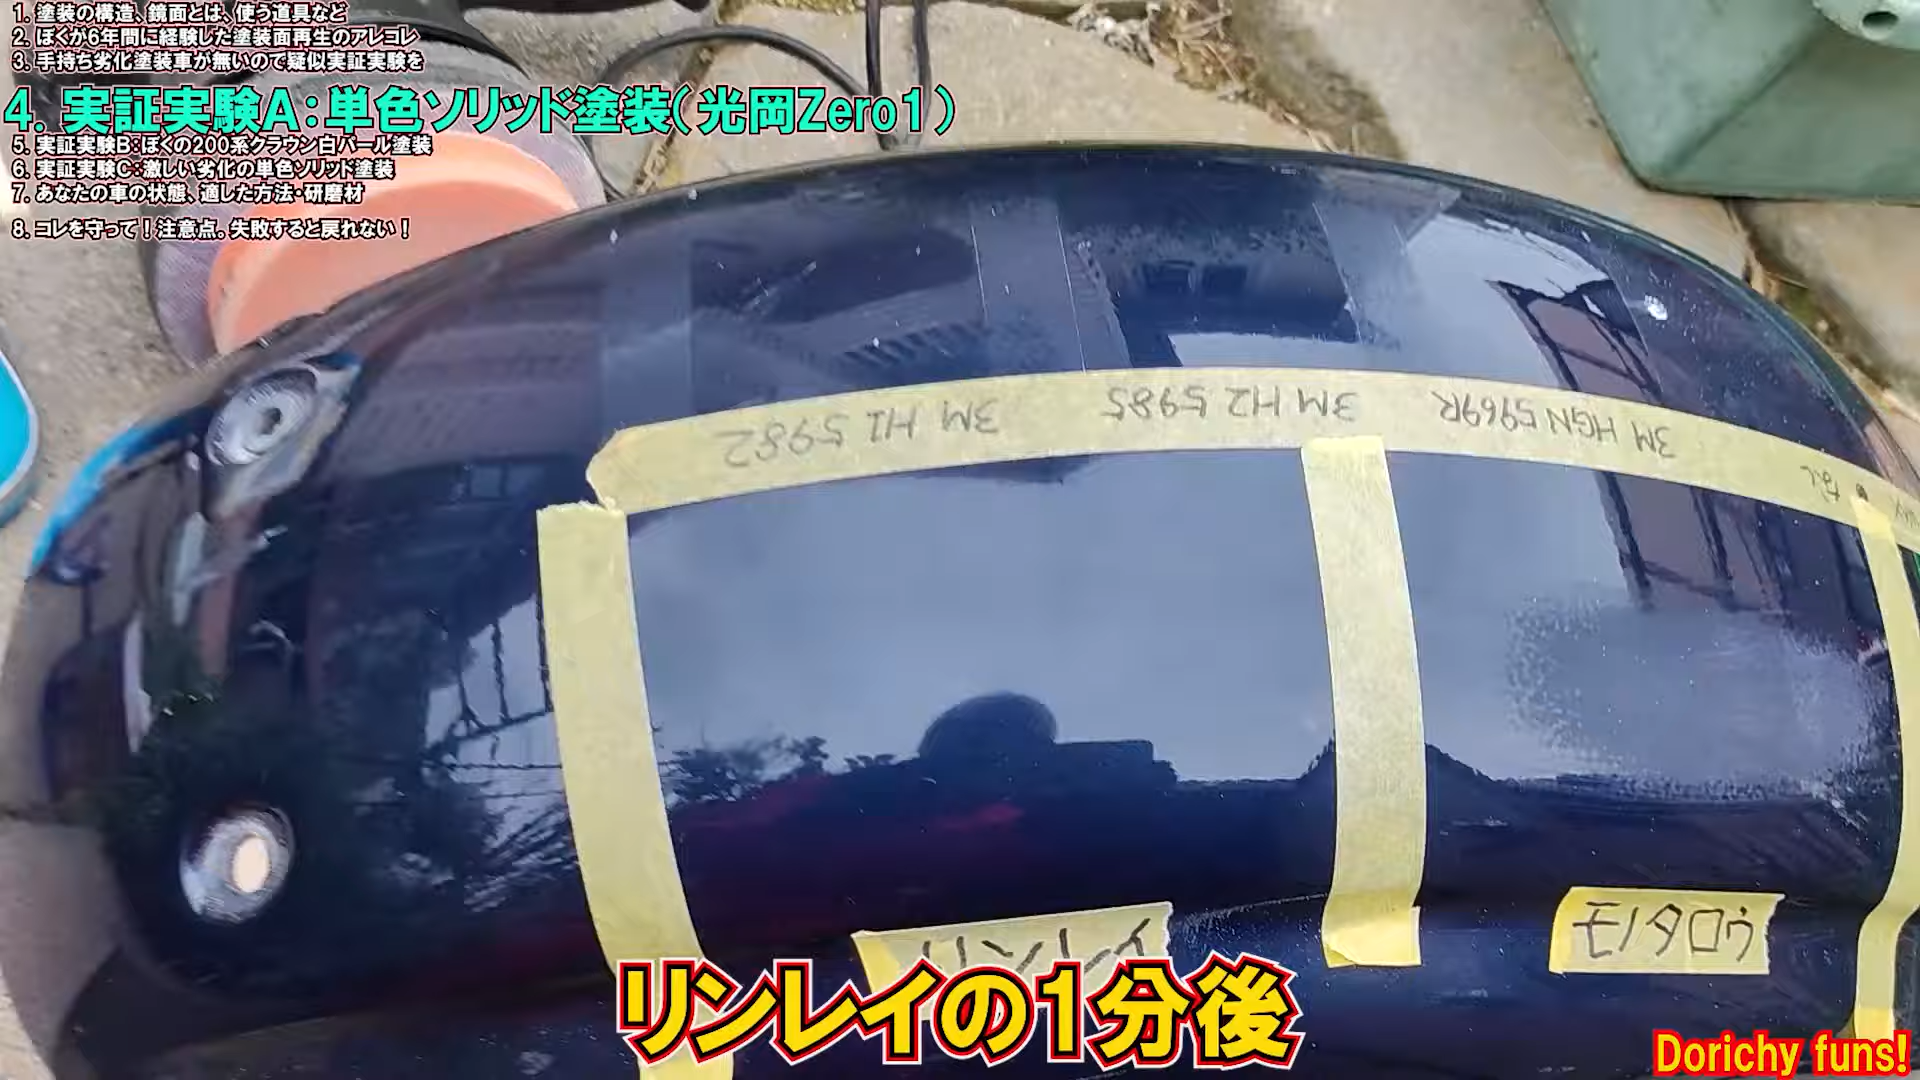 1. 塗装の構造、鏡面とは、使う道具など
2. ぼくが6年間に経験した塗装面再生のアレコレ
3. 手持ち劣化塗装車が無いので疑似実証実験を
4. 実証実験A：単色ソリッド塗装（光岡Zero1）
5. 実証実験B：ぼくの200系クラウン白パール塗装
6. 実証実験C：激しい劣化の単色ソリッド塗装
7. あなたの車の状態、適した方法・研磨材
8. コレを守って！注意点。失敗すると戻れない！
3M H1 5982
3M H2 5985
3M HGN 5969R
なし
モノタロウ
リンレイ
リンレイの1分後
Dorichy funs!